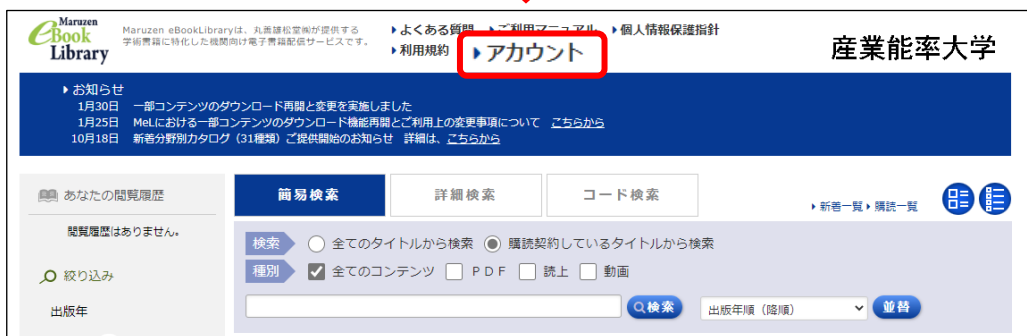 Maruzen
eBook
Library
Maruzen eBookLibraryは、丸善雄松堂㈱が提供する
学術書籍に特化した機関向け電子書籍配信サービスです。
よくある質問 ご利用マニュアル 個人情報保護指針
利用規約 アカウント
産業能率大学
お知らせ
1月30日 一部コンテンツのダウンロード再開と変更を実施しました
1月25日 MeLにおける一部コンテンツのダウンロード機能再開とご利用上の変更事項について こちらから
10月18日 新着分野別カタログ（31種類）ご提供開始のお知らせ 詳細は、こちらから
あなたの閲覧履歴
閲覧履歴はありません。
絞り込み
出版年
簡易検索 詳細検索 コード検索
新着一覧 購読一覧
検索 全てのタイトルから検索 購読契約しているタイトルから検索
種別 全てのコンテンツ ＰＤＦ 読上 動画
検索 出版年順（降順） 並替